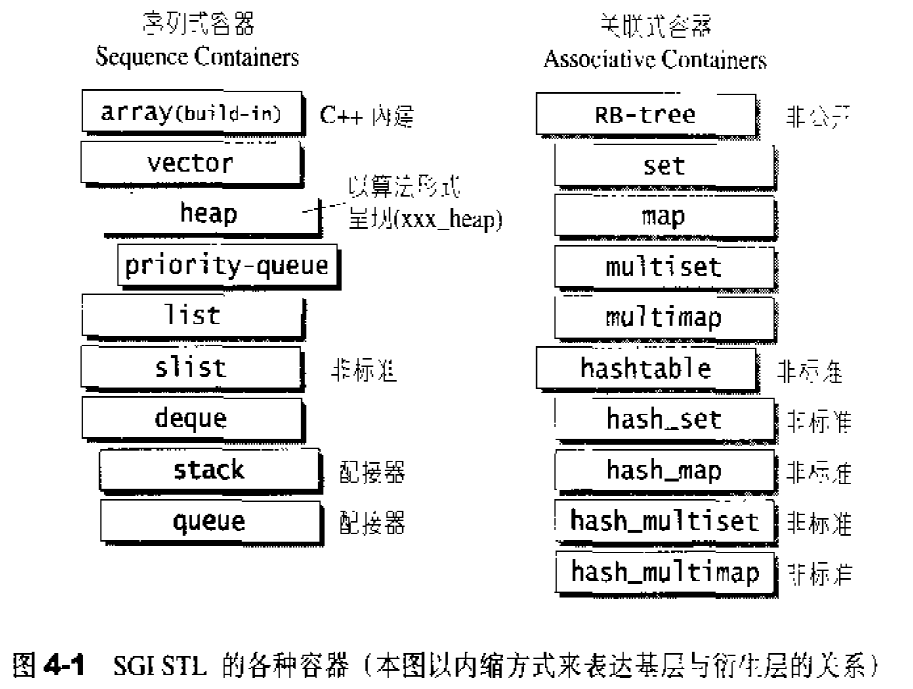 序列式容器
Sequence Containers
array(build-in) C++ 内建
vector
heap
以算法形式
呈现(xxx_heap)
priority-queue
list
slist 非标准
deque
stack 配接器
queue 配接器
关联式容器
Associative Containers
RB-tree 非公开
set
map
multiset
multimap
hashtable 非标准
hash_set 非标准
hash_map 非标准
hash_multiset 非标准
hash_multimap 非标准
图 4-1 SGI STL 的各种容器（本图以内缩方式来表达基层与衍生层的关系）